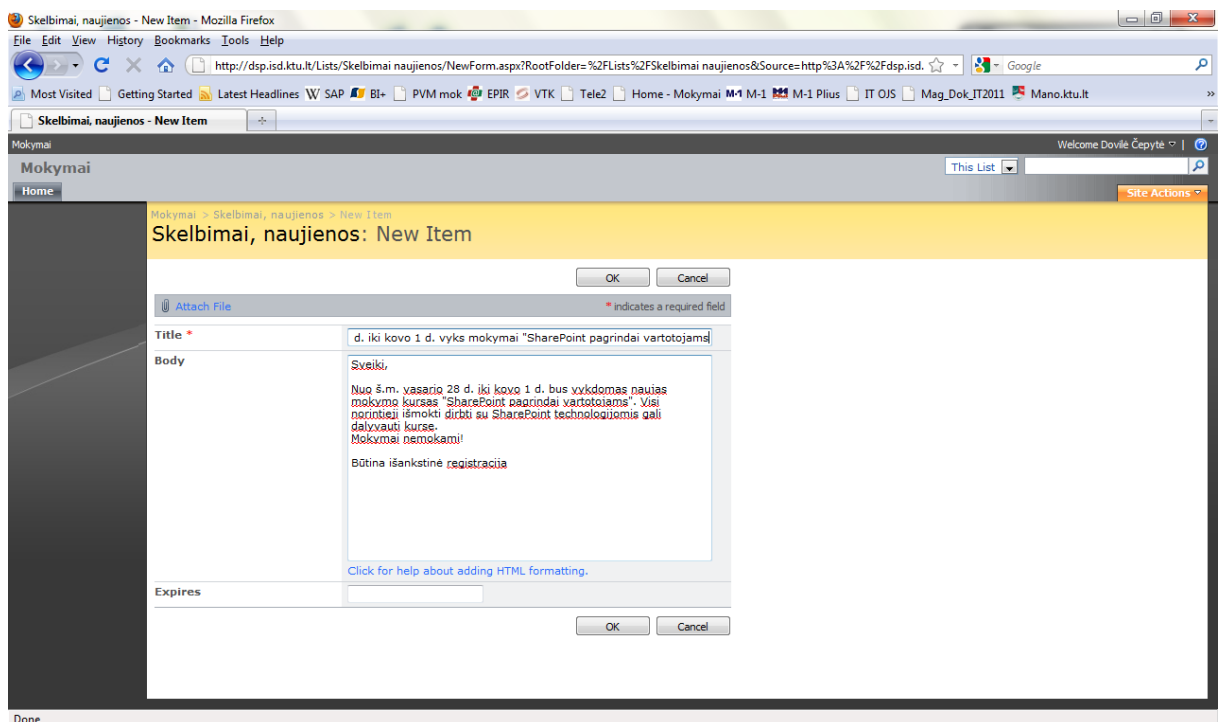 Skelbimai, naujienos - New Item - Mozilla Firefox
File Edit View History Bookmarks Tools Help
http://dsp.isd.ktu.lt/Lists/Skelbimai naujienos/NewForm.aspx?RootFolder=%2FLists%2FSkelbimai naujienos&Source=http%3A%2F%2Fdsp.isd. Google
Most Visited Getting Started Latest Headlines SAP BI+ PVM mok EPIR VTK Tele2 Home - Mokymai M-1 M-1 Plius IT OJS Mag_Dok_IT2011 Mano.ktu.lt »
Skelbimai, naujienos - New Item
Mokymai Welcome Dovilė Čepytė |
Mokymai This List
Home Site Actions
Mokymai > Skelbimai, naujienos > New Item
Skelbimai, naujienos: New Item
OK Cancel
Attach File * indicates a required field
Title * d. iki kovo 1 d. vyks mokymai "SharePoint pagrindai vartotojams
Body Sveiki,
Nuo š.m. vasario 28 d. iki kovo 1 d. bus vykdomas naujas
mokymo kursas "SharePoint pagrindai vartotojams". Visi
norintieji išmokti dirbti su SharePoint technologijomis gali
dalyvauti kurse.
Mokymai nemokami!
Būtina išankstinė registracija
Click for help about adding HTML formatting.
Expires
OK Cancel
Done